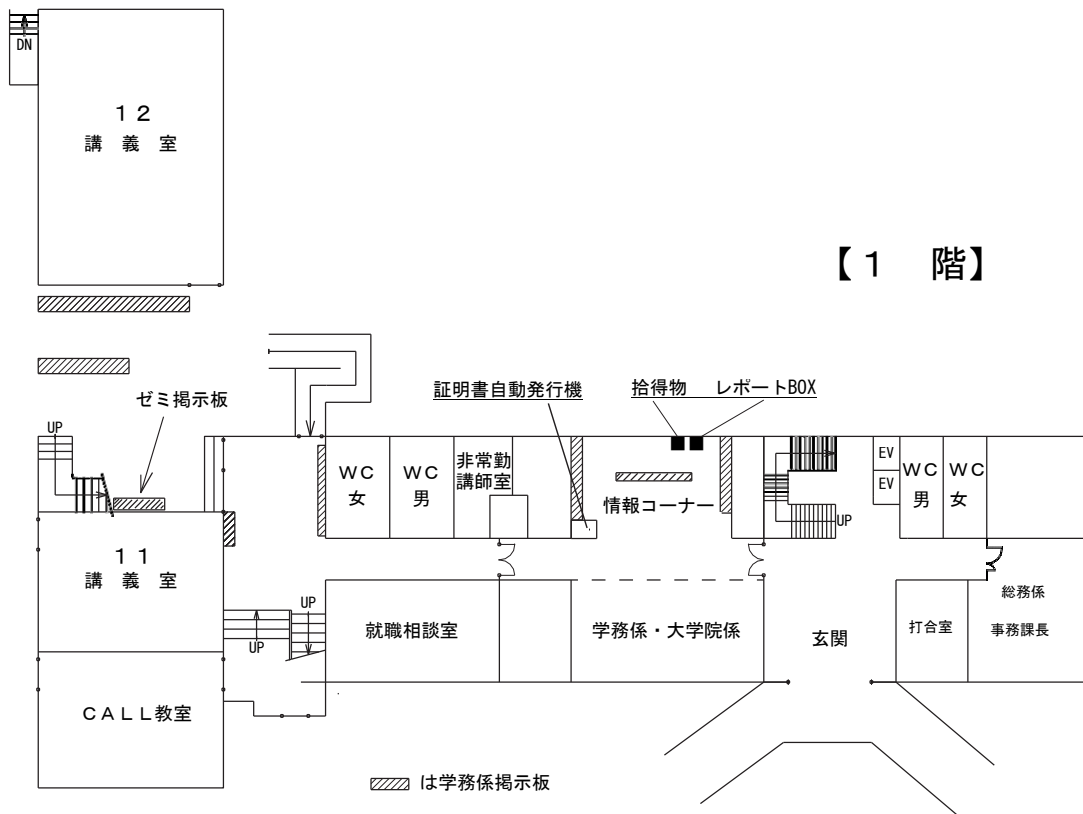 DN
１２
講 義 室
【１ 階】
ゼミ掲示板
証明書自動発行機
拾得物
レポートBOX
UP
ＷＣ
女
ＷＣ
男
非常勤
講師室
情報コーナー
UP
EV
EV
ＷＣ
男
ＷＣ
女
１１
講 義 室
UP
UP
就職相談室
学務係・大学院係
玄関
打合室
総務係
事務課長
ＣＡＬＬ教室
は学務係掲示板